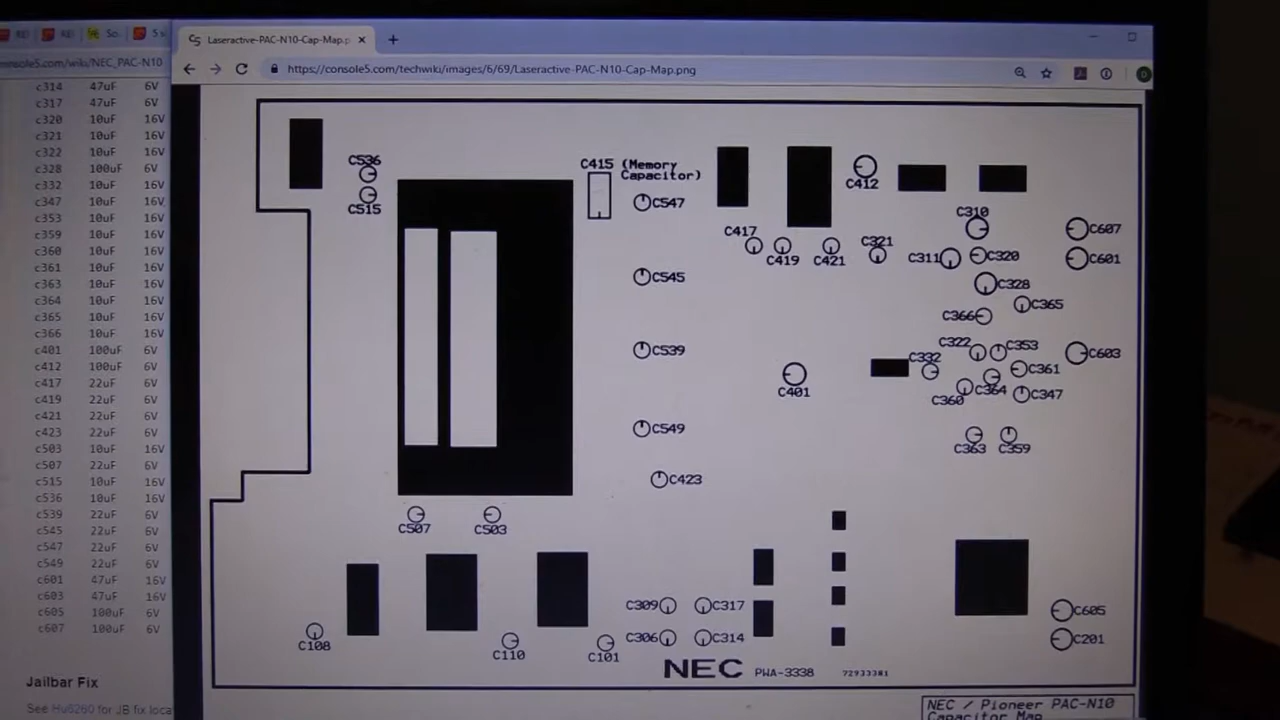 Laseractive-PAC-N10-Cap-Map.p
https://console5.com/techwiki/images/6/69/Laseractive-PAC-N10-Cap-Map.png
nsole5.com/wiki/NEC_PAC-N10
c314 47uF 6V
c317 47uF 6V
c320 10uF 16V
c321 10uF 16V
c322 10uF 16V
c328 100uF 6V
c332 10uF 16V
c347 10uF 16V
c353 10uF 16V
c359 10uF 16V
c360 10uF 16V
c361 10uF 16V
c363 10uF 16V
c364 10uF 16V
c365 10uF 16V
c366 10uF 16V
c401 100uF 6V
c412 100uF 6V
c417 22uF 6V
c419 22uF 6V
c421 22uF 6V
c423 22uF 6V
c503 10uF 16V
c507 22uF 6V
c515 10uF 16V
c536 10uF 16V
c539 22uF 6V
c545 22uF 6V
c547 22uF 6V
c549 22uF 6V
c601 47uF 16V
c603 47uF 16V
c605 100uF 6V
c607 100uF 6V
Jailbar Fix
See Hu6280 for JB fix loca
C536
C515
C415 (Memory
Capacitor)
C547
C412
C417
C419
C421
C321
C310
C607
C311
C320
C601
C328
C365
C366
C545
C539
C322
C353
C603
C332
C361
C401
C360
C364
C347
C549
C363
C359
C423
C507
C503
C309
C317
C605
C306
C314
C201
C108
C110
C101
NEC PWA-3338 72933381
NEC / Pioneer PAC-N10
Capacitor Map